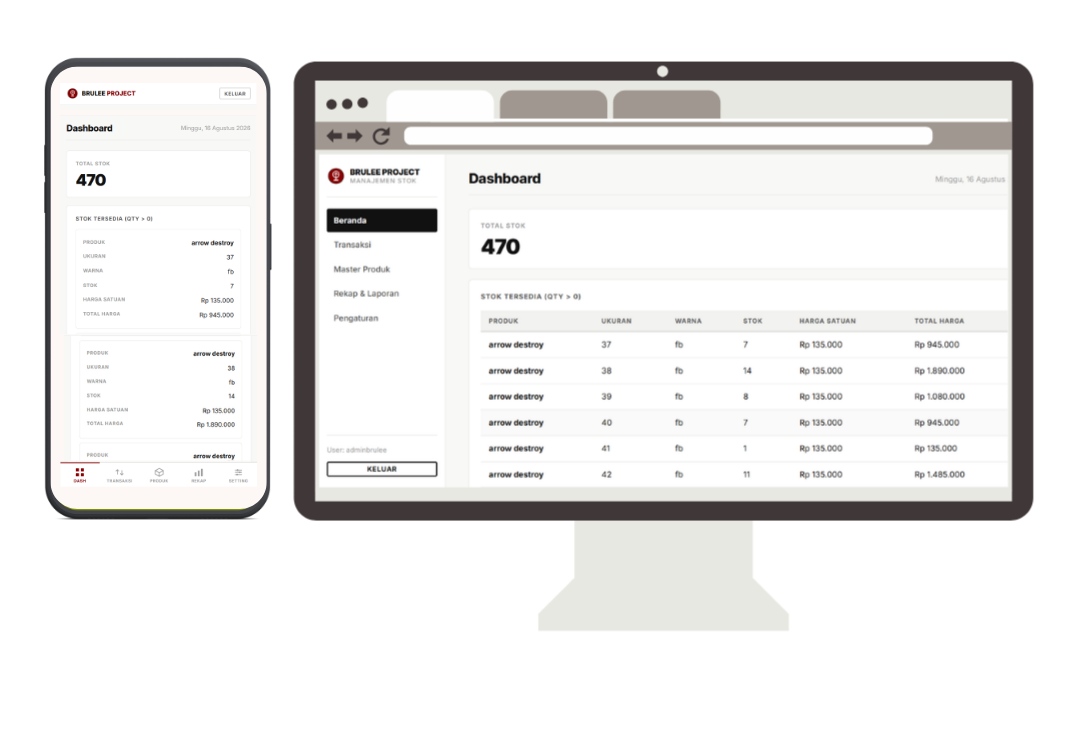 BRULEE PROJECT
KELUAR
Dashboard
Minggu, 16 Agustus 2026
TOTAL STOK
470
STOK TERSEDIA (QTY > 0)
PRODUK arrow destroy
UKURAN 37
WARNA fb
STOK 7
HARGA SATUAN Rp 135.000
TOTAL HARGA Rp 945.000
PRODUK arrow destroy
UKURAN 38
WARNA fb
STOK 14
HARGA SATUAN Rp 135.000
TOTAL HARGA Rp 1.890.000
PRODUK arrow destroy
DASH TRANSAKSI PRODUK REKAP SETTING
BRULEE PROJECT
MANAJEMEN STOK
Beranda
Transaksi
Master Produk
Rekap & Laporan
Pengaturan
User: adminbrulee
KELUAR
Dashboard
Minggu, 16 Agustus
TOTAL STOK
470
STOK TERSEDIA (QTY > 0)
PRODUK UKURAN WARNA STOK HARGA SATUAN TOTAL HARGA
arrow destroy 37 fb 7 Rp 135.000 Rp 945.000
arrow destroy 38 fb 14 Rp 135.000 Rp 1.890.000
arrow destroy 39 fb 8 Rp 135.000 Rp 1.080.000
arrow destroy 40 fb 7 Rp 135.000 Rp 945.000
arrow destroy 41 fb 1 Rp 135.000 Rp 135.000
arrow destroy 42 fb 11 Rp 135.000 Rp 1.485.000